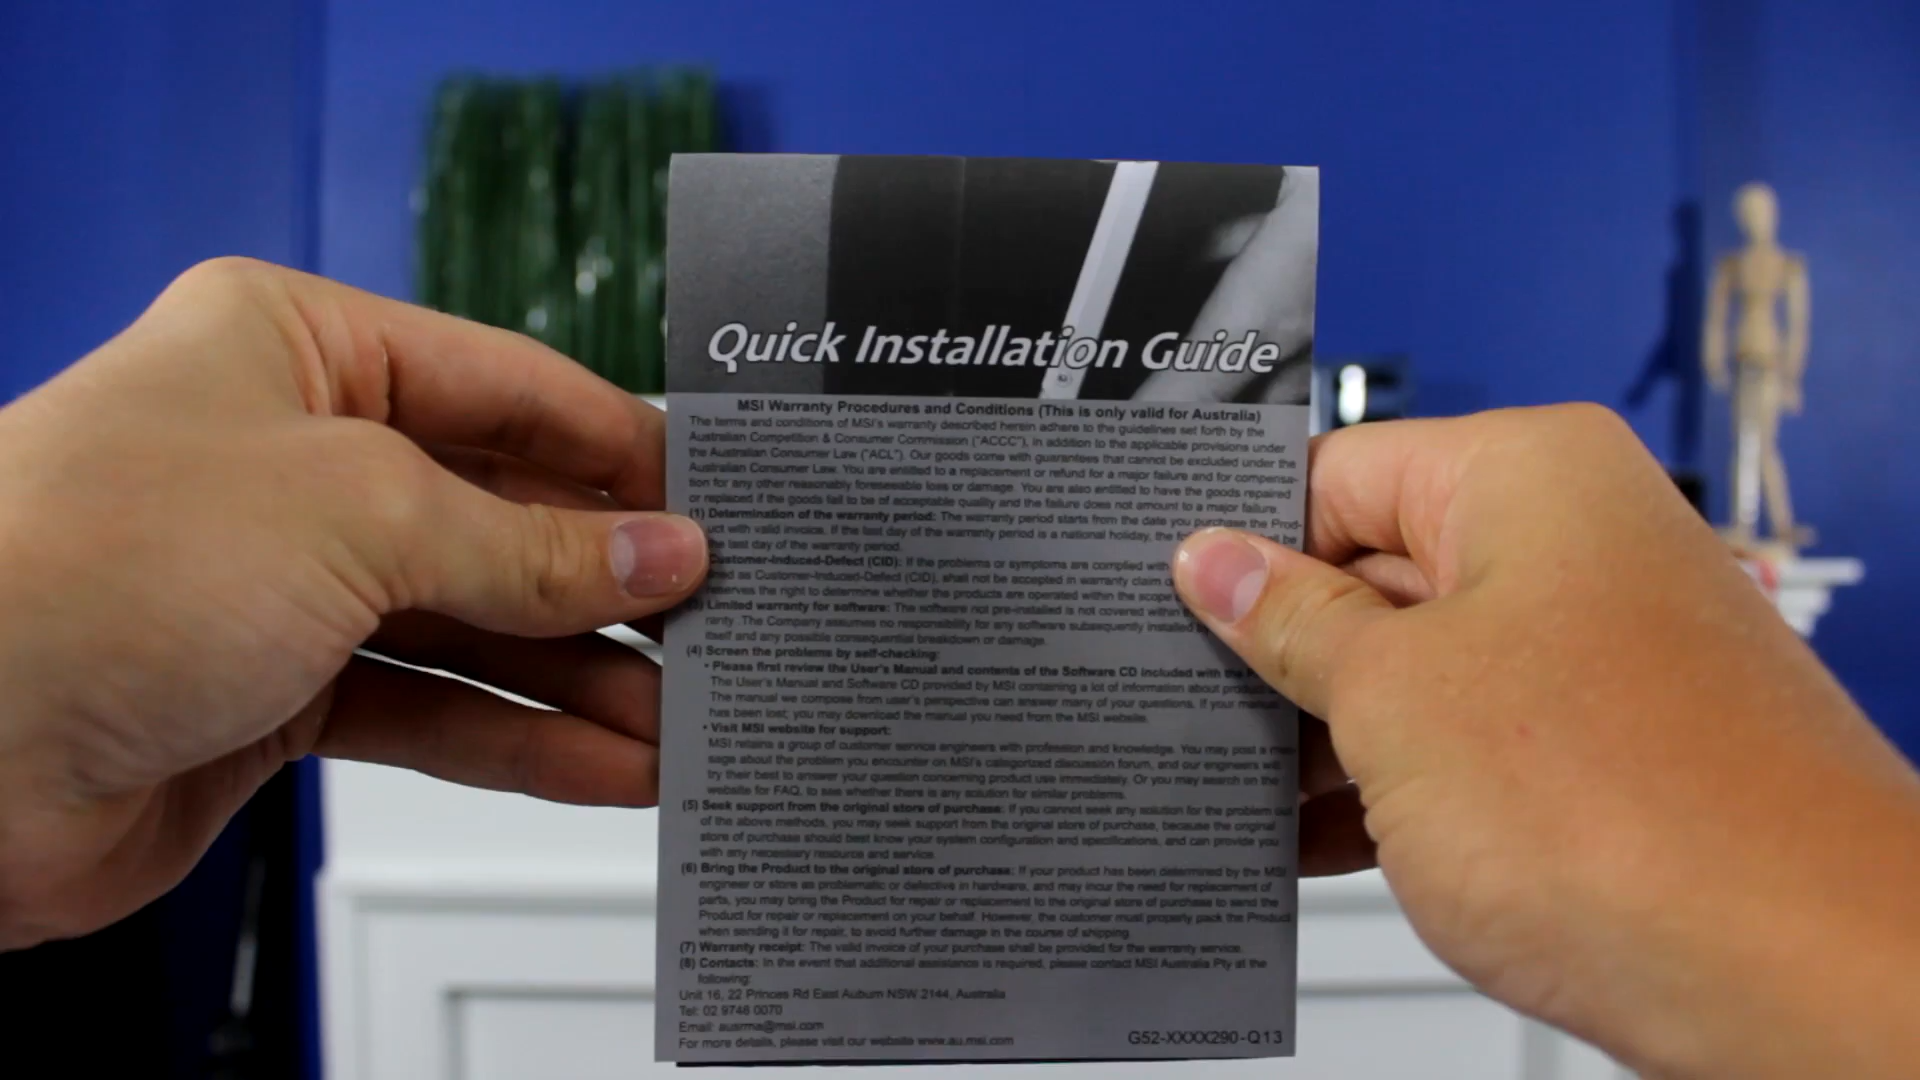 Quick Installation Guide
MSI Warranty Procedures and Conditions (This is only valid for Australia)
The terms and conditions of MSI's warranty described herein adhere to the guidelines set forth by the
Australian Competition & Consumer Commission ("ACCC"), in addition to the applicable provisions under
the Australian Consumer Law ("ACL"). Our goods come with guarantees that cannot be excluded under the
Australian Consumer Law. You are entitled to a replacement or refund for a major failure and for compensa-
tion for any other reasonably foreseeable loss or damage. You are also entitled to have the goods repaired
or replaced if the goods fail to be of acceptable quality and the failure does not amount to a major failure.
(1) Determination of the warranty period: The warranty period starts from the date you purchase the Prod-
uct with valid invoice. If the last day of the warranty period is a national holiday, the be
the last day of the warranty period.
Customer-Induced-Defect (CID): If the problems or symptoms are complied with
as Customer-Induced-Defect (CID), shall not be accepted in warranty claim
reserves the right to determine whether the products are operated within the scope
Limited warranty for software: The software not pre-installed is not covered within
ranty. The Company assumes no responsibility for any software subsequently installed by
itself and any possible consequential breakdown or damage.
(4) Screen the problems by self-checking:
• Please first review the User's Manual and contents of the Software CD included with the
The User's Manual and Software CD provided by MSI containing a lot of information about
The manual we compose from user's perspective can answer many of your questions. If your
has been lost; you may download the manual you need from the MSI website.
• Visit MSI website for support:
MSI retains a group of customer service engineers with profession and knowledge. You may post a mes-
sage about the problem you encounter on MSI's categorized discussion forum, and our engineers will
try their best to answer your question concerning product use immediately. Or you may search on the
website for FAQ, to see whether there is any solution for similar problems.
(5) Seek support from the original store of purchase: If you cannot seek any solution for the problem out
of the above methods, you may seek support from the original store of purchase, because the original
store of purchase should best know your system configuration and specifications, and can provide you
with any necessary resource and service.
(6) Bring the Product to the original store of purchase: If your product has been determined by the MSI
engineer or store as problematic or defective in hardware, and may incur the need for replacement of
parts, you may bring the Product for repair or replacement to the original store of purchase to send the
Product for repair or replacement on your behalf. However, the customer must properly pack the Product
when sending it for repair, to avoid further damage in the course of shipping.
(7) Warranty receipt: The valid invoice of your purchase shall be provided for the warranty service.
(8) Contacts: In the event that additional assistance is required, please contact MSI Australia Pty at the
following:
Unit 16, 22 Princes Rd East Auburn NSW 2144, Australia
Tel: 02 9748 0070
Email: ausrma@msi.com
For more details, please visit our website www.au.msi.com
G52-XXXX290-Q13